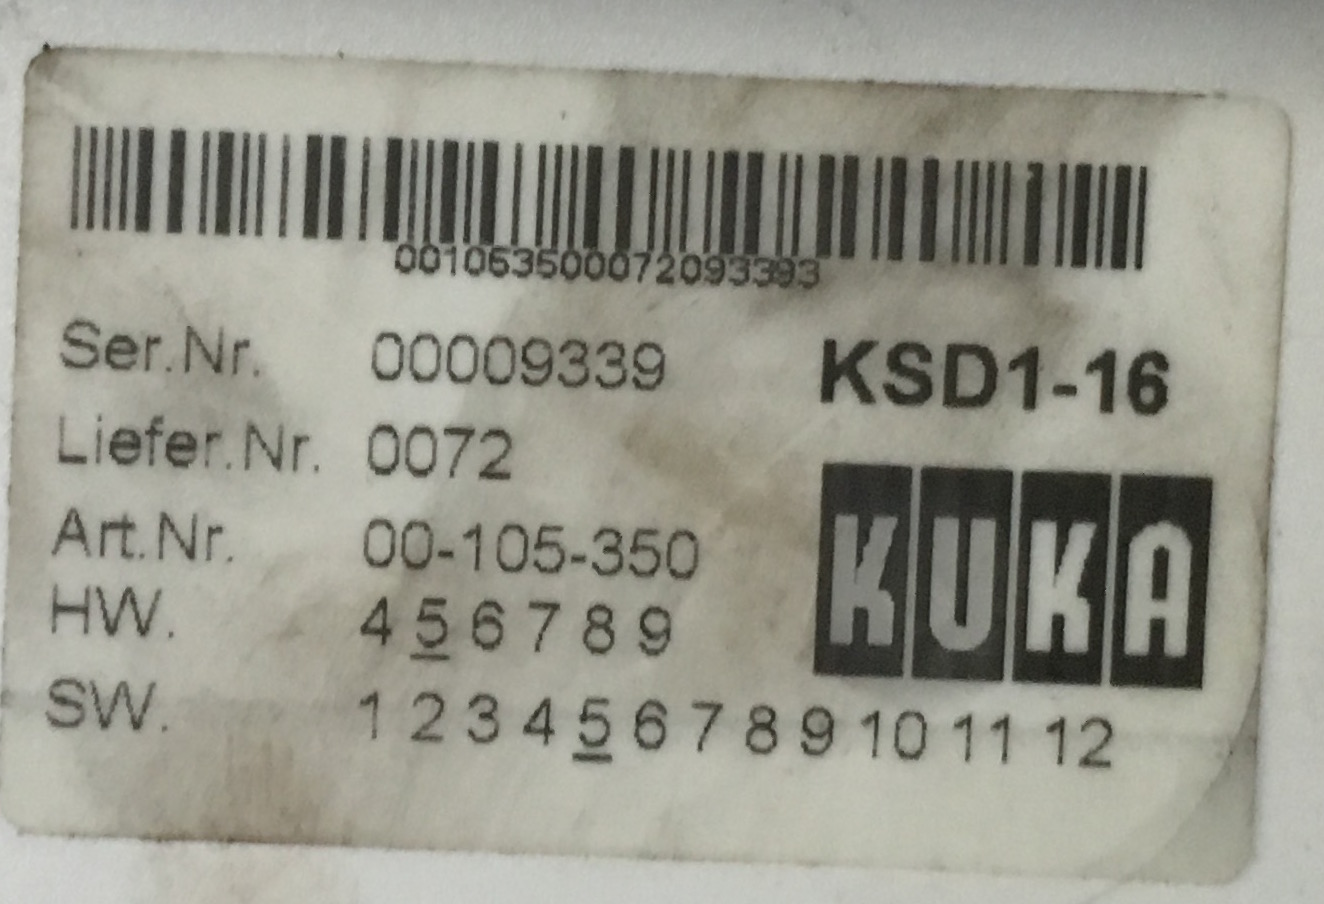 001063500072093393
Ser.Nr. 00009339 KSD1-16
Liefer.Nr. 0072
Art.Nr. 00-105-350
KUKA
HW. 4 5 6 7 8 9
SW. 1 2 3 4 5 6 7 8 9 10 11 12